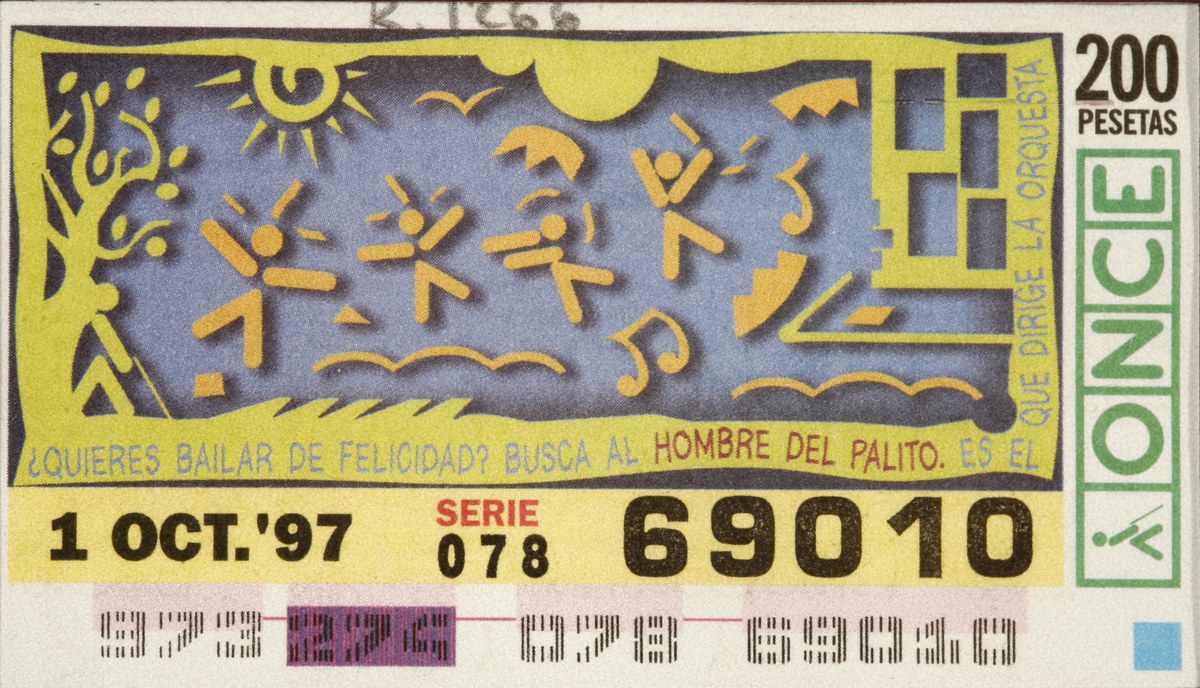 R. 1266
200
PESETAS
ONCE
¿QUIERES BAILAR DE FELICIDAD? BUSCA AL HOMBRE DEL PALITO. ES EL
QUE DIRIGE LA ORQUESTA
1 OCT.'97
SERIE
078
69010
973 274 078 69010